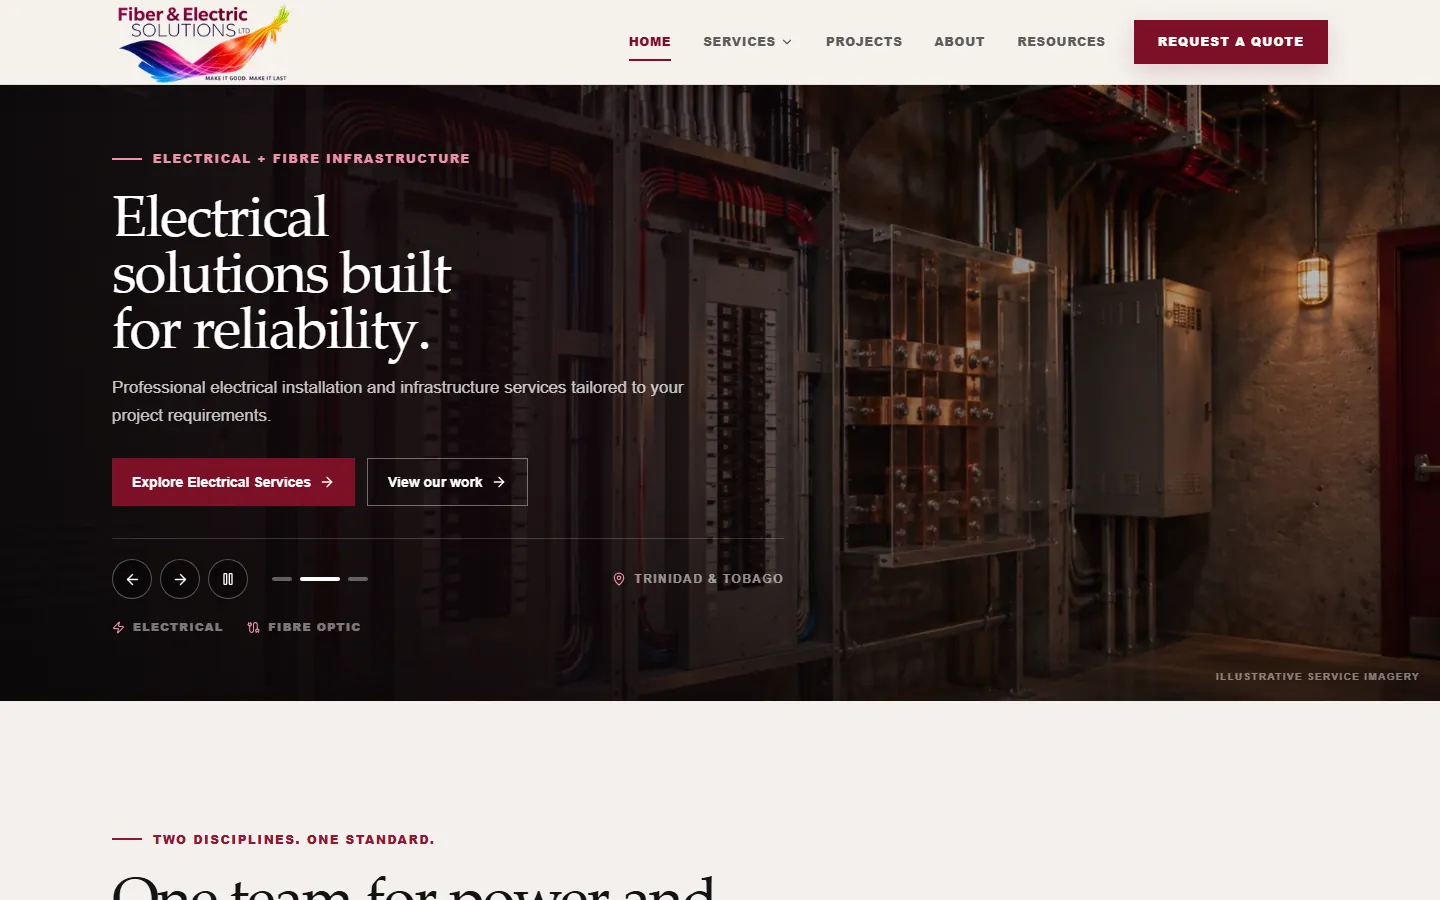 Fiber & Electric
SOLUTIONS LTD
MAKE IT GOOD. MAKE IT LAST
HOME
SERVICES
PROJECTS
ABOUT
RESOURCES
REQUEST A QUOTE
ELECTRICAL + FIBRE INFRASTRUCTURE
Electrical
solutions built
for reliability.
Professional electrical installation and infrastructure services tailored to your
project requirements.
Explore Electrical Services
View our work
TRINIDAD & TOBAGO
ELECTRICAL
FIBRE OPTIC
ILLUSTRATIVE SERVICE IMAGERY
TWO DISCIPLINES. ONE STANDARD.
One team for power and